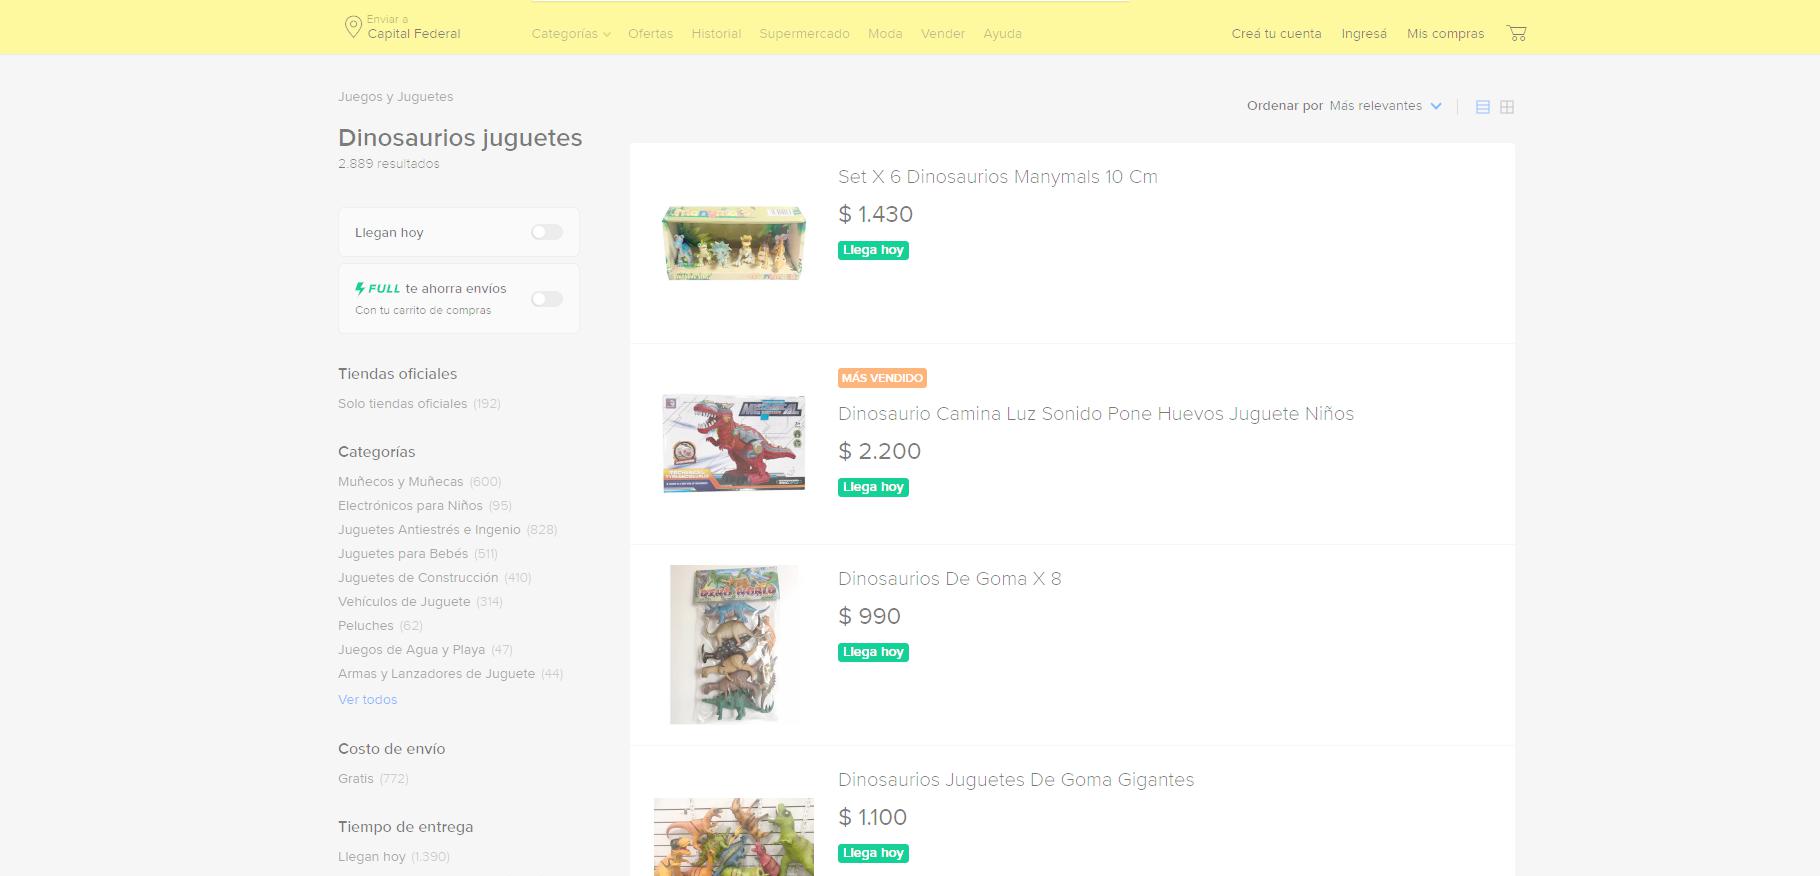 Enviar a
Capital Federal
Categorías Ofertas Historial Supermercado Moda Vender Ayuda
Creá tu cuenta Ingresá Mis compras
Juegos y Juguetes
Dinosaurios juguetes
2.889 resultados
Ordenar por Más relevantes
Llegan hoy
FULL te ahorra envíos
Con tu carrito de compras
Tiendas oficiales
Solo tiendas oficiales (192)
Categorías
Muñecos y Muñecas (600)
Electrónicos para Niños (95)
Juguetes Antiestrés e Ingenio (828)
Juguetes para Bebés (511)
Juguetes de Construcción (410)
Vehículos de Juguete (314)
Peluches (62)
Juegos de Agua y Playa (47)
Armas y Lanzadores de Juguete (44)
Ver todos
Costo de envío
Gratis (772)
Tiempo de entrega
Llegan hoy (1.390)
Set X 6 Dinosaurios Manymals 10 Cm
$ 1.430
Llega hoy
MÁS VENDIDO
Dinosaurio Camina Luz Sonido Pone Huevos Juguete Niños
$ 2.200
Llega hoy
DINO WORLD
Dinosaurios De Goma X 8
$ 990
Llega hoy
Dinosaurios Juguetes De Goma Gigantes
$ 1.100
Llega hoy